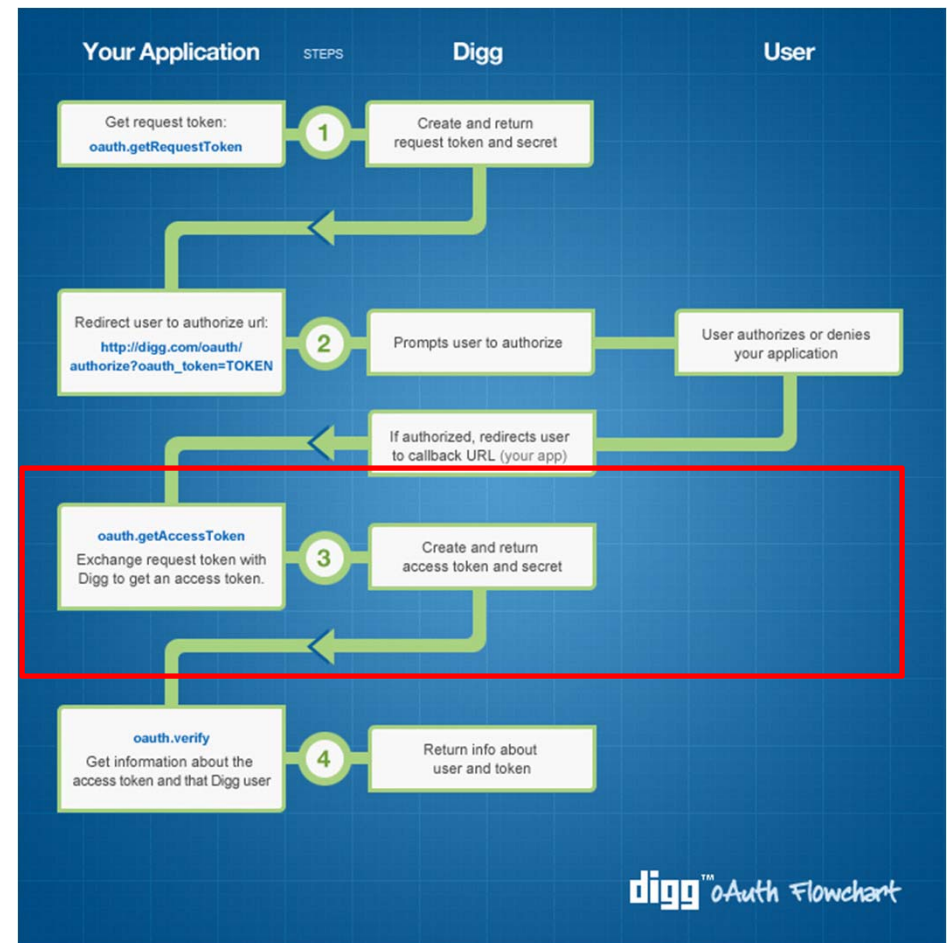 Your Application
STEPS
Digg
User
Get request token:
oauth.getRequestToken
1
Create and return
request token and secret
Redirect user to authorize url:
http://digg.com/oauth/
authorize?oauth_token=TOKEN
2
Prompts user to authorize
User authorizes or denies
your application
If authorized, redirects user
to callback URL (your app)
oauth.getAccessToken
Exchange request token with
Digg to get an access token.
3
Create and return
access token and secret
oauth.verify
Get information about the
access token and that Digg user
4
Return info about
user and token
digg™ oAuth Flowchart